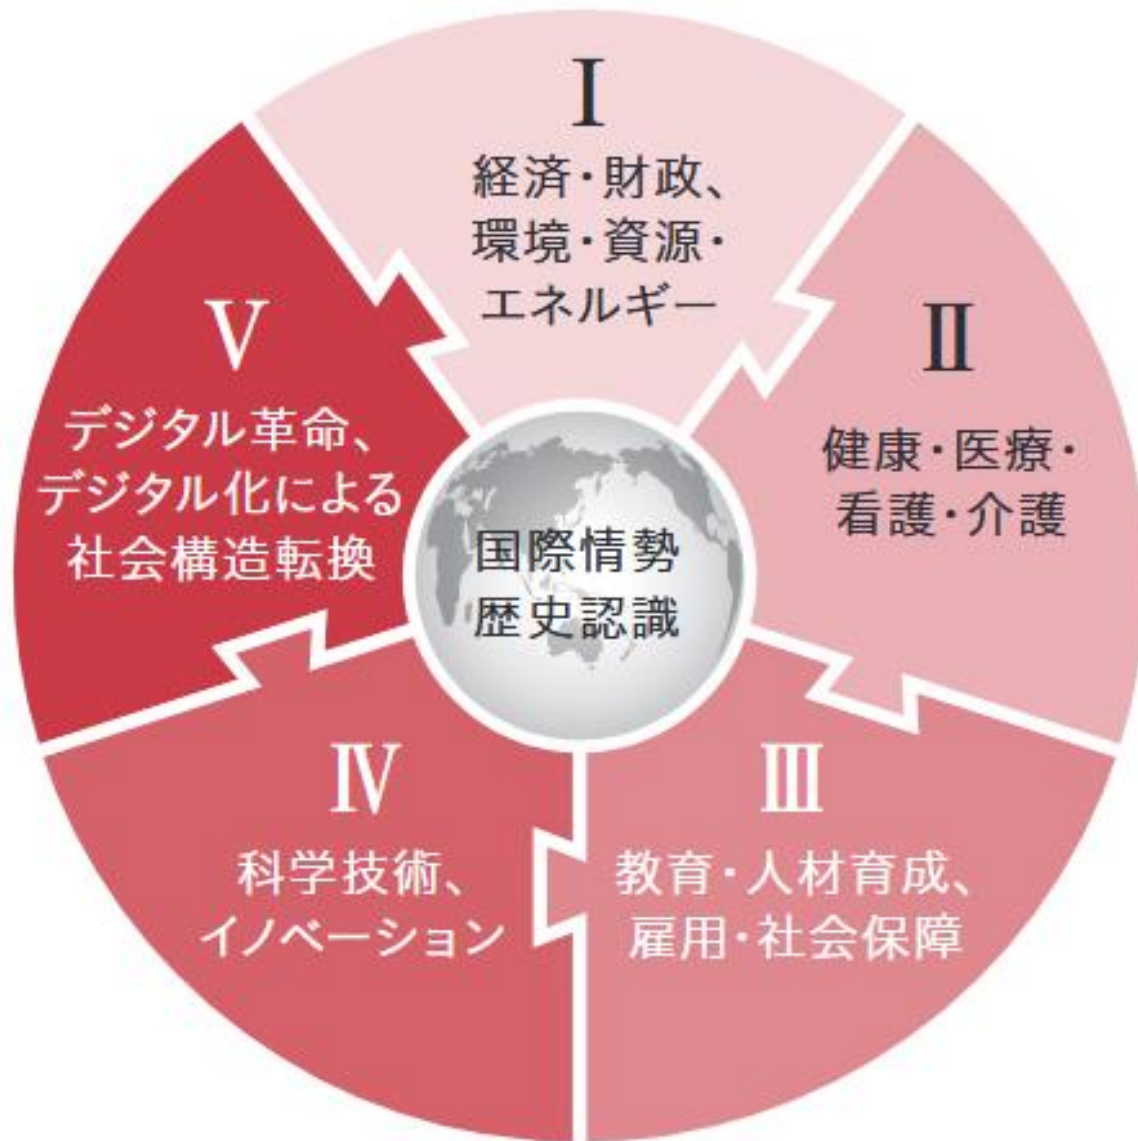 Ⅰ
経済・財政、
環境・資源・
エネルギー
Ⅱ
健康・医療・
看護・介護
Ⅲ
教育・人材育成、
雇用・社会保障
Ⅳ
科学技術、
イノベーション
Ⅴ
デジタル革命、
デジタル化による
社会構造転換
国際情勢
歴史認識